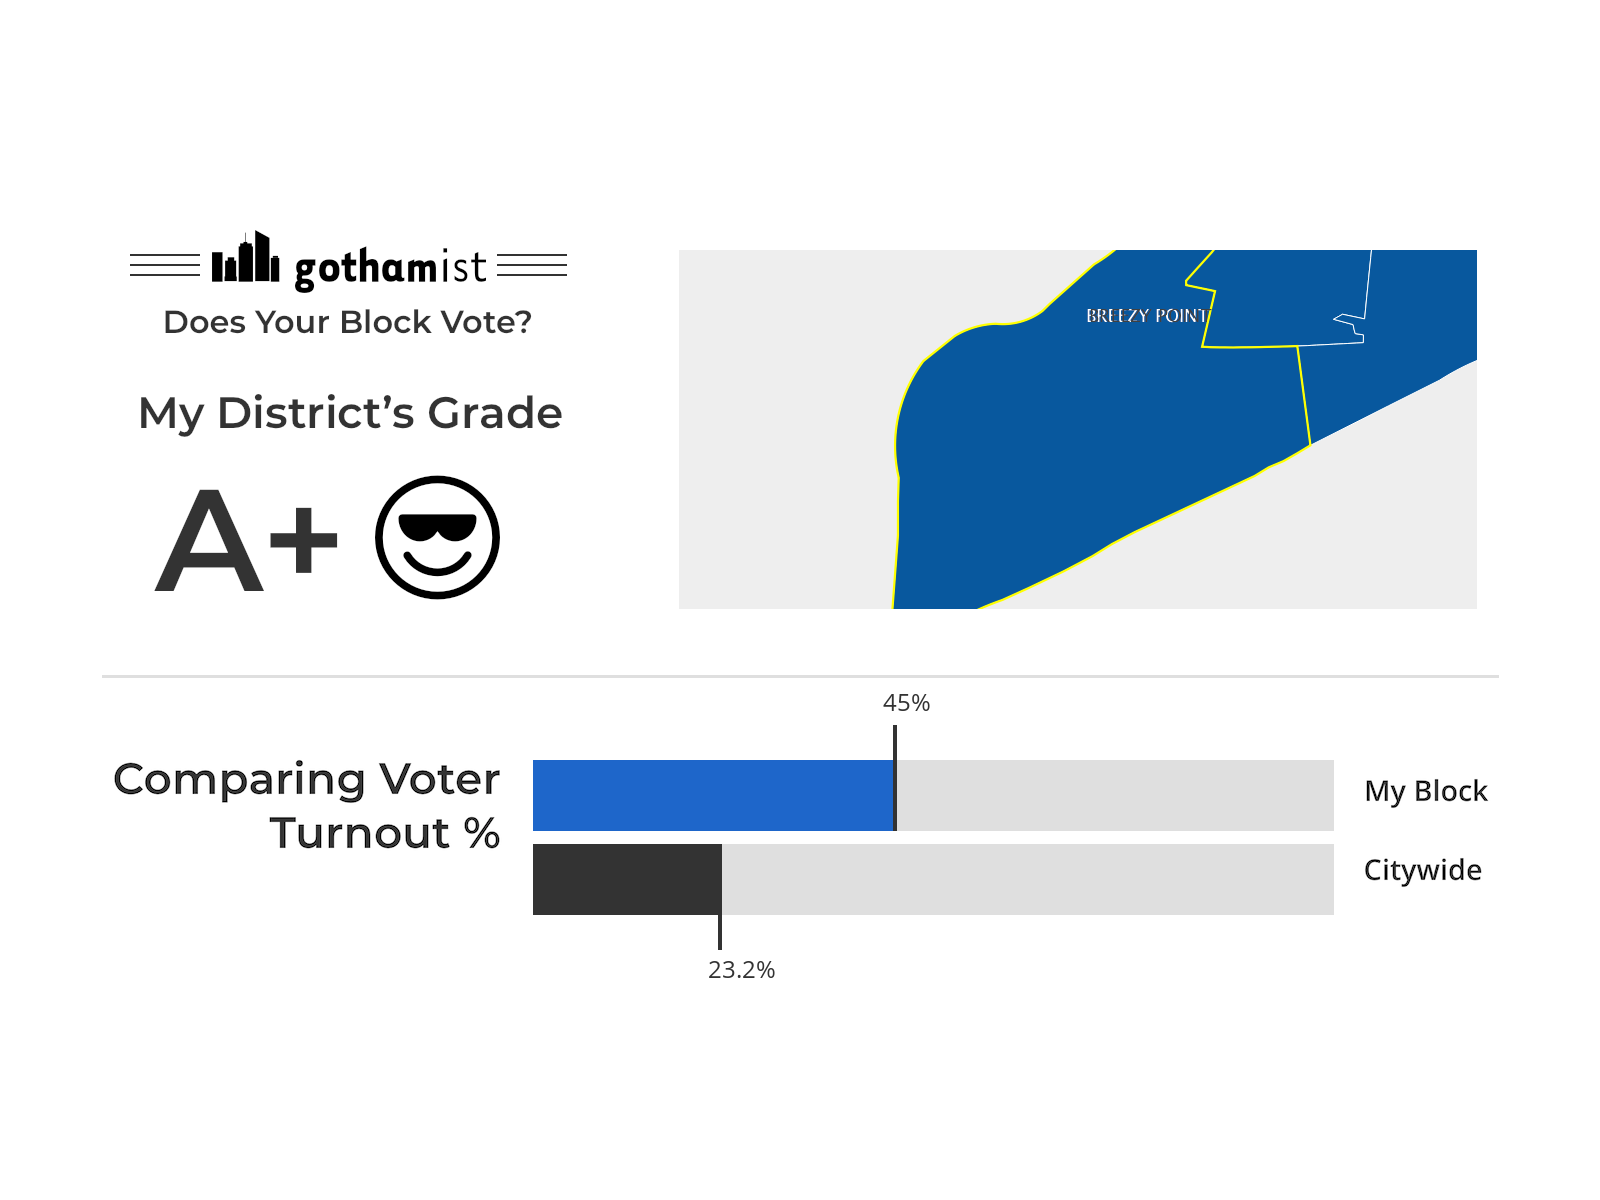 gothamist
Does Your Block Vote?
My District’s Grade
A+
BREEZY POINT
45%
Comparing Voter
Turnout %
My Block
Citywide
23.2%